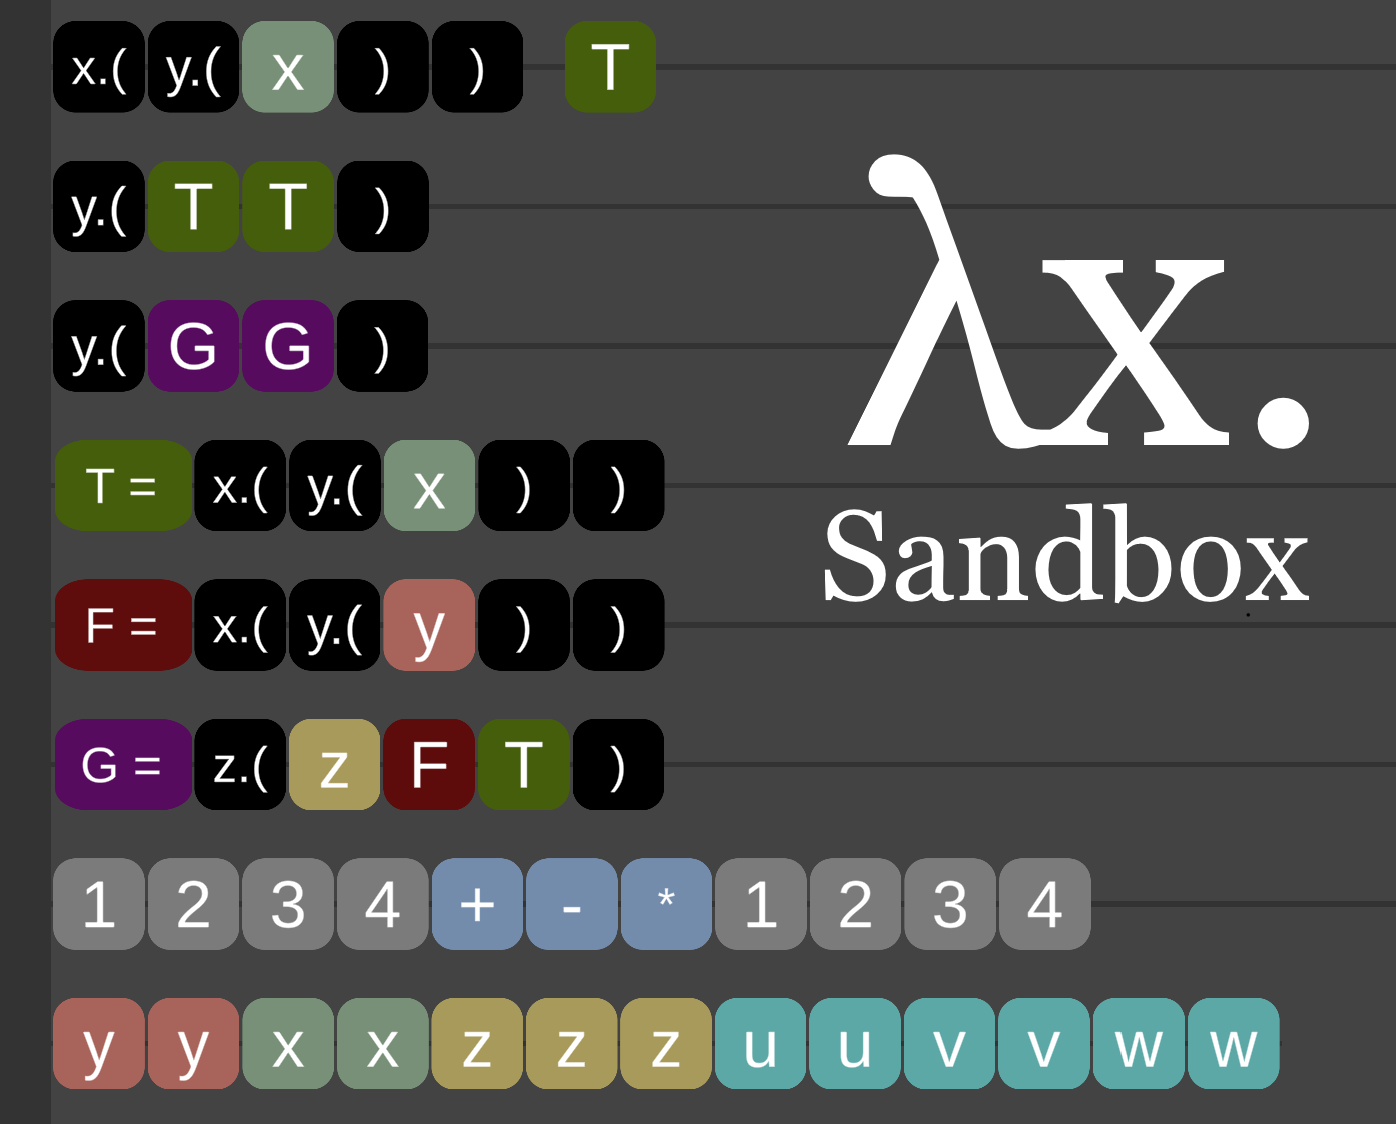 x.( y.( x ) ) T
y.( T T )
y.( G G )
λx.
T = x.( y.( x ) )
Sandbox
F = x.( y.( y ) )
G = z.( z F T )
1 2 3 4 + - * 1 2 3 4
y y x x z z z u u v v w w